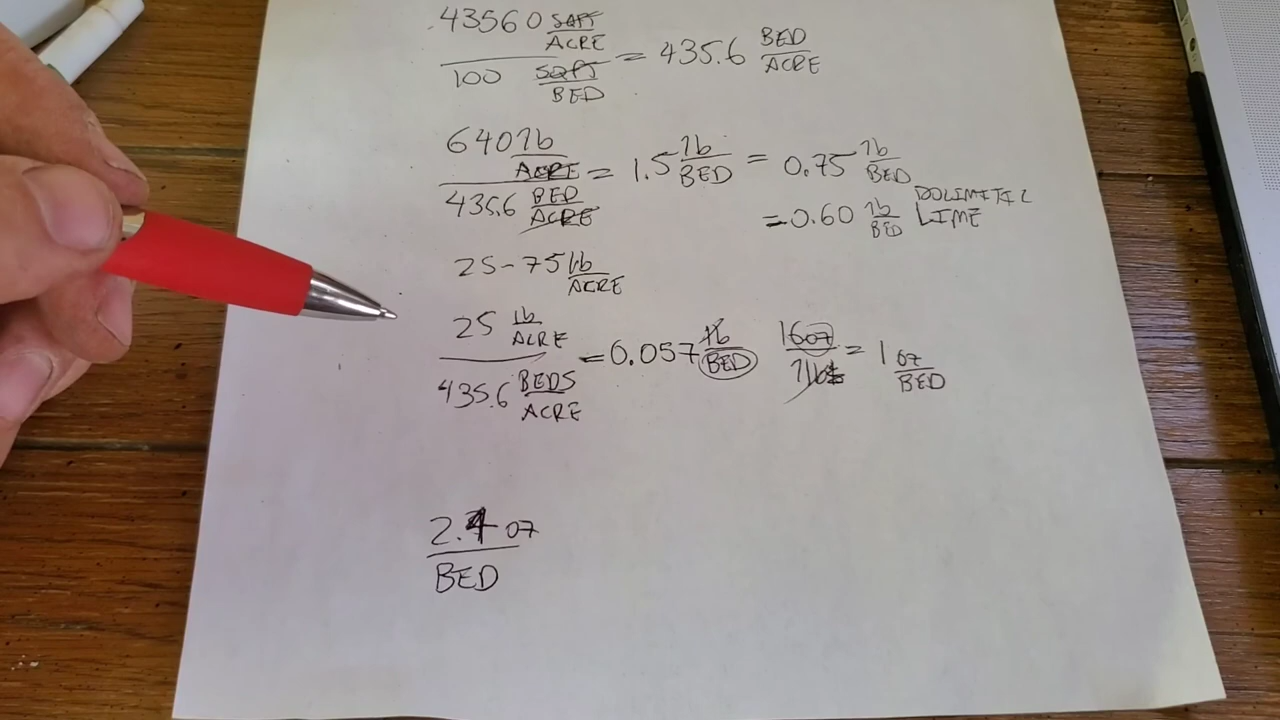 43560 SQFT/ACRE
100 SQFT/BED = 435.6 BED/ACRE
640 lb/ACRE
435.6 BED/ACRE = 1.5 lb/BED = 0.75 lb/BED
=0.60 lb/BED DOLIMITIC LIME
25-75 lb/ACRE
25 lb/ACRE
435.6 BEDS/ACRE = 0.057 lb/BED 16oz/1lb = 1 oz/BED
2.4 oz
BED